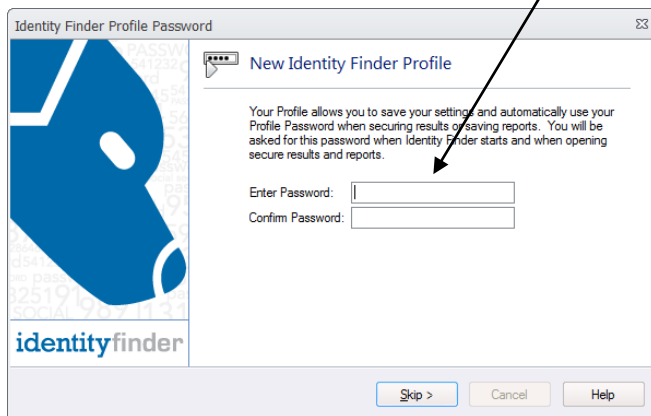 Identity Finder Profile Password
New Identity Finder Profile
Your Profile allows you to save your settings and automatically use your
Profile Password when securing results or saving reports. You will be
asked for this password when Identity Finder starts and when opening
secure results and reports.
Enter Password:
Confirm Password:
identityfinder
Skip >
Cancel
Help